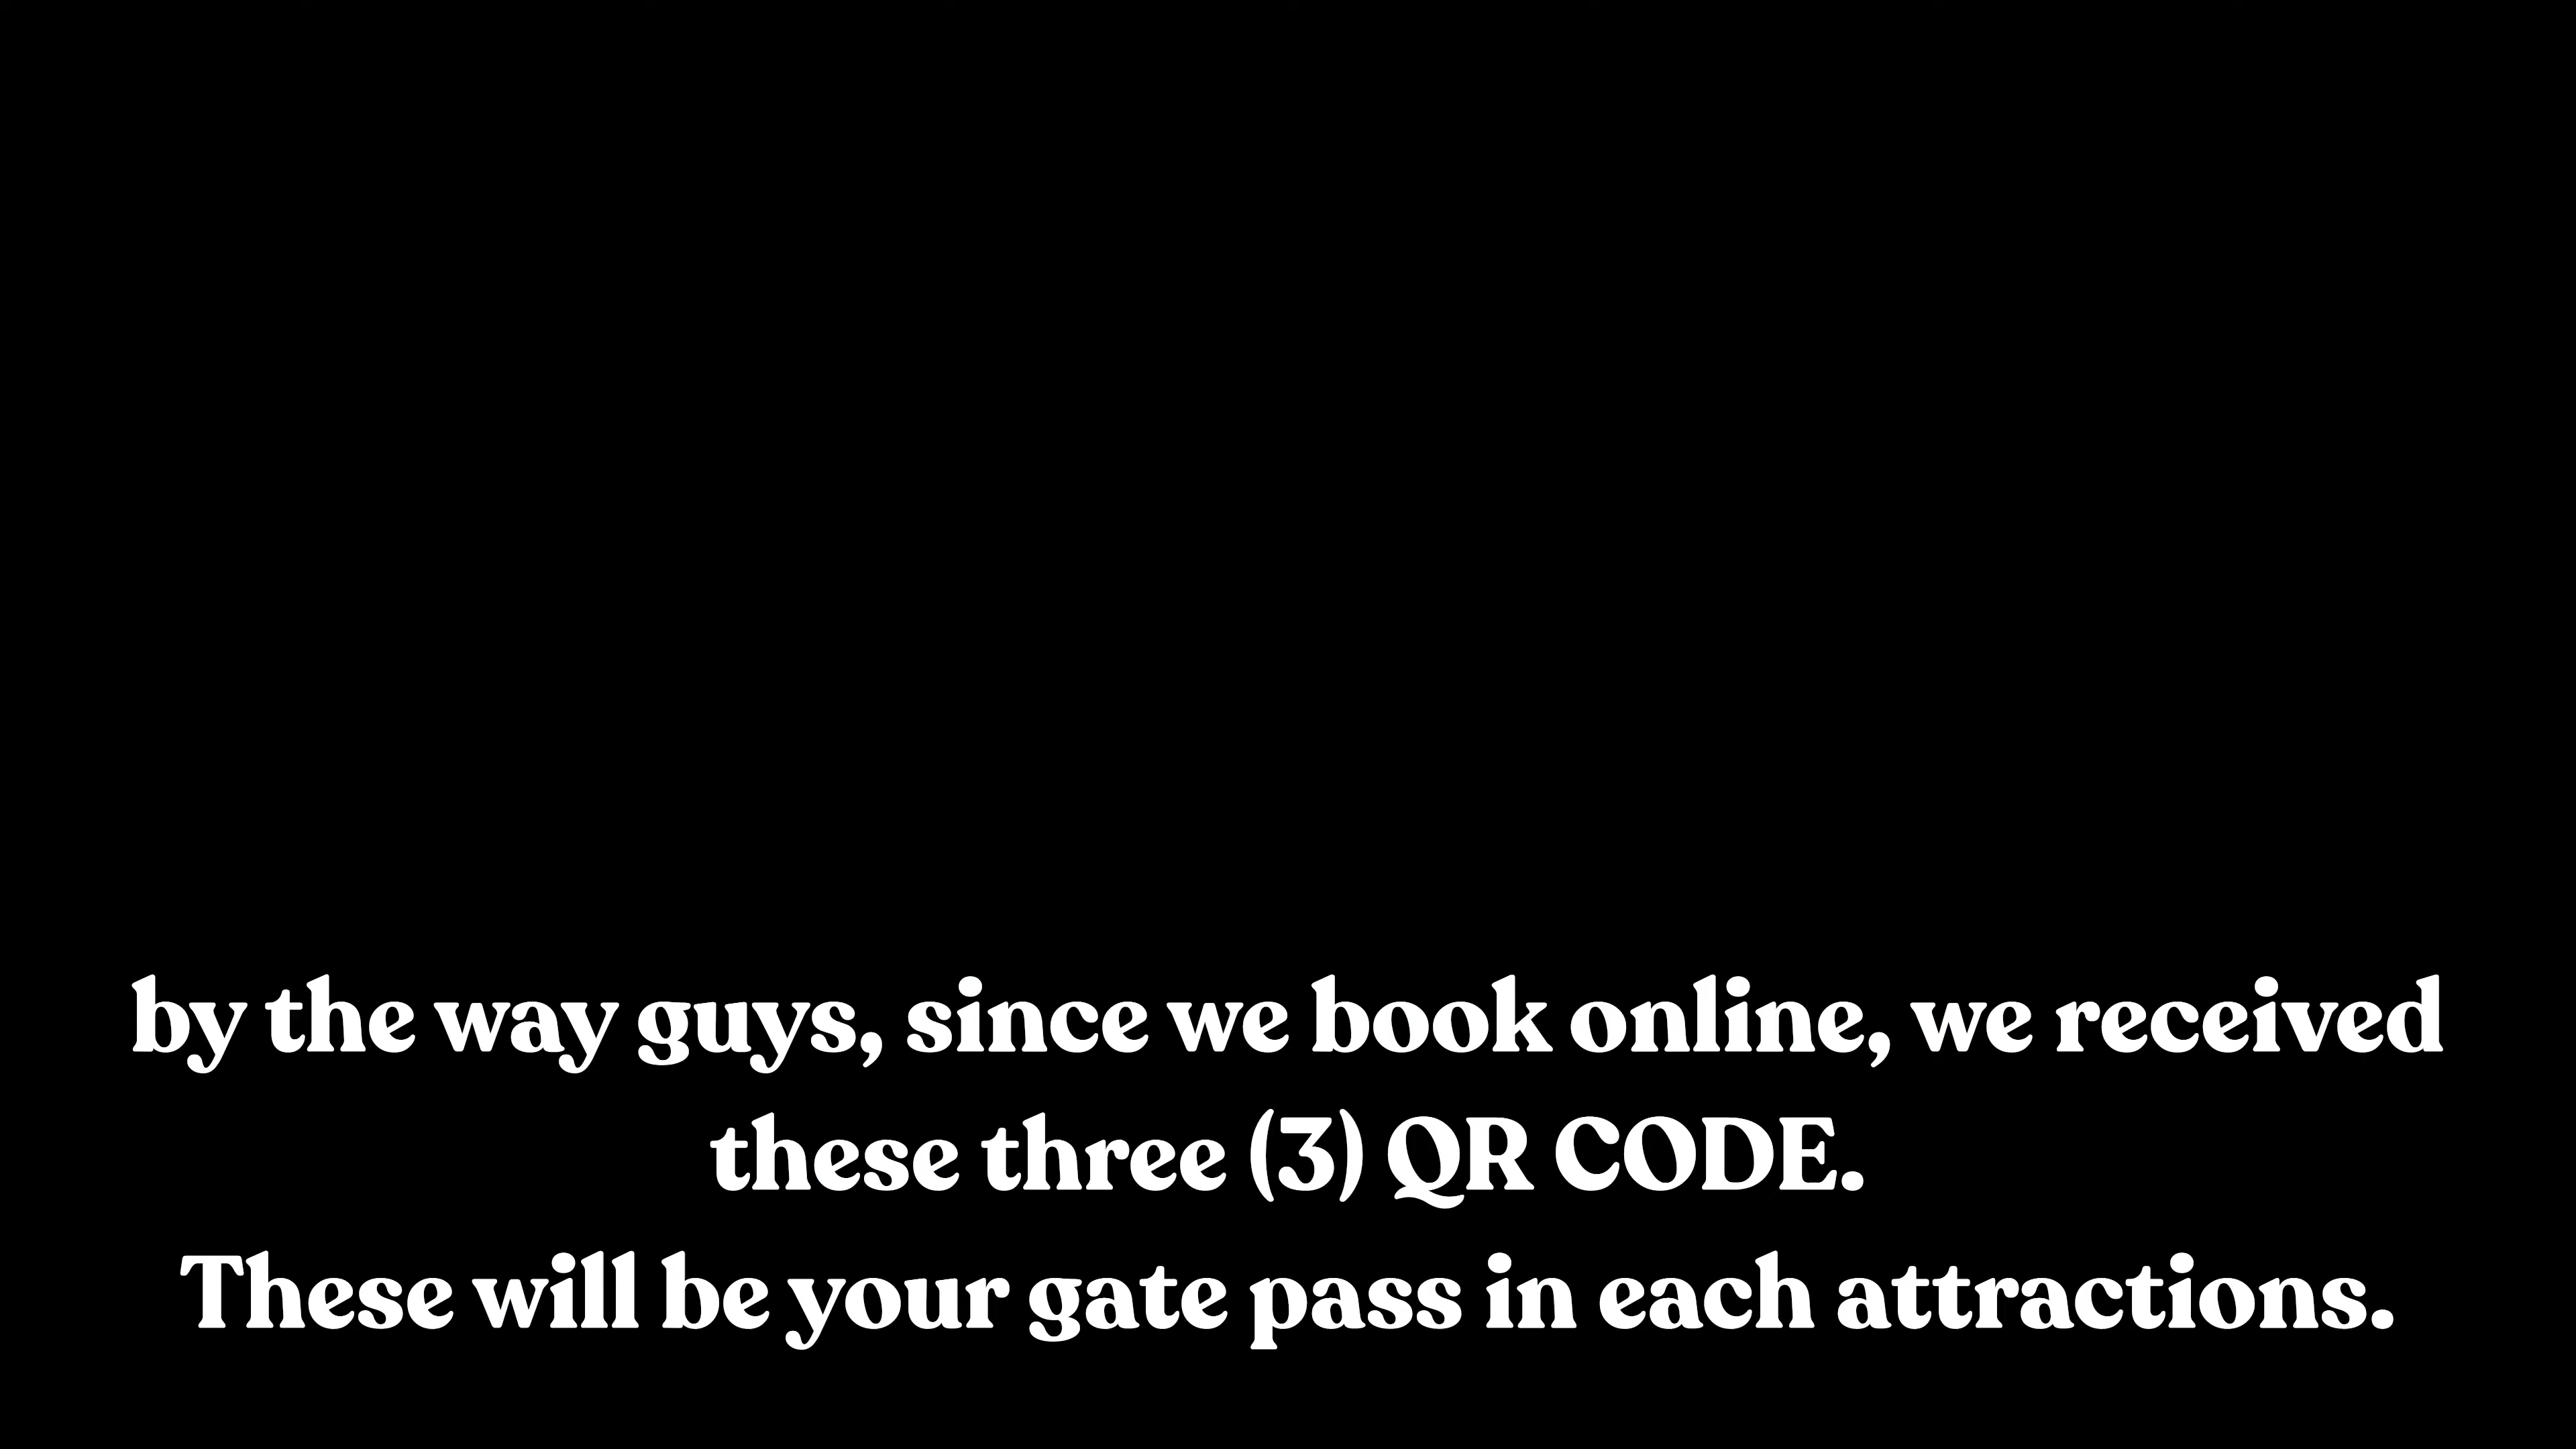 by the way guys, since we book online, we received
these three (3) QR CODE.
These will be your gate pass in each attractions.